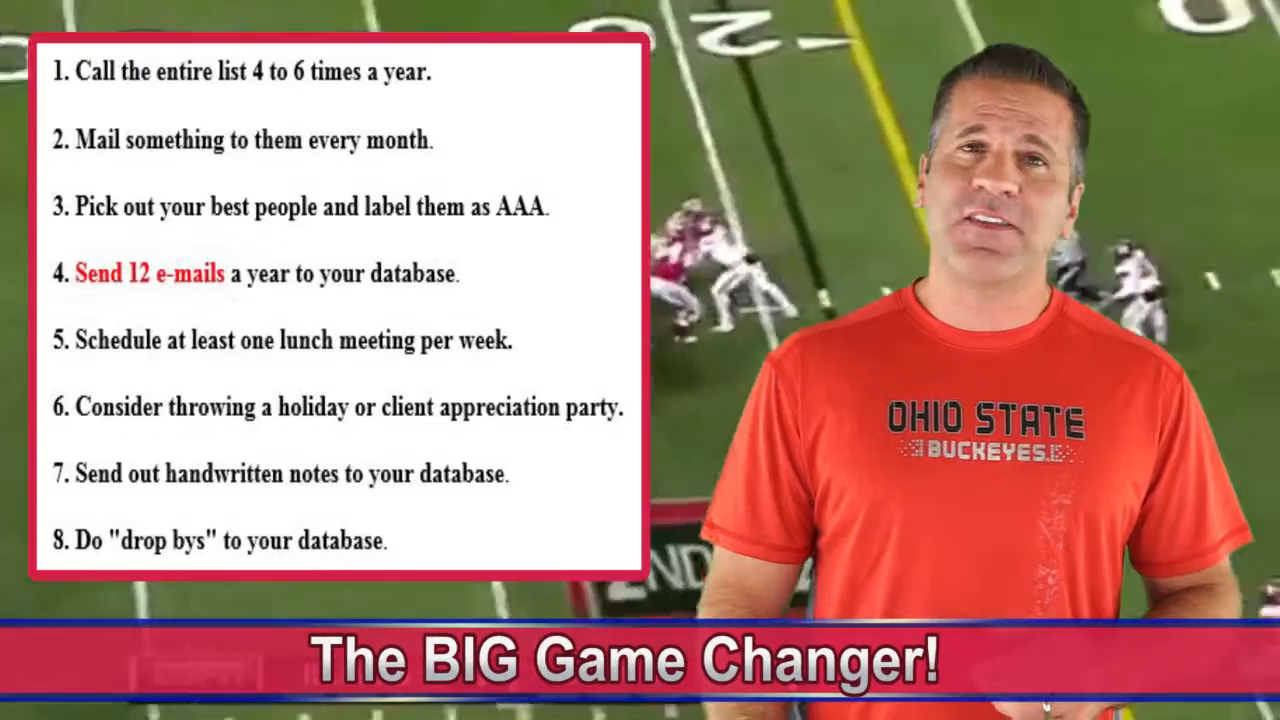 1. Call the entire list 4 to 6 times a year.
2. Mail something to them every month.
3. Pick out your best people and label them as AAA.
4. Send 12 e-mails a year to your database.
5. Schedule at least one lunch meeting per week.
6. Consider throwing a holiday or client appreciation party.
7. Send out handwritten notes to your database.
8. Do "drop bys" to your database.
OHIO STATE
BUCKEYES
2ND
The BIG Game Changer!